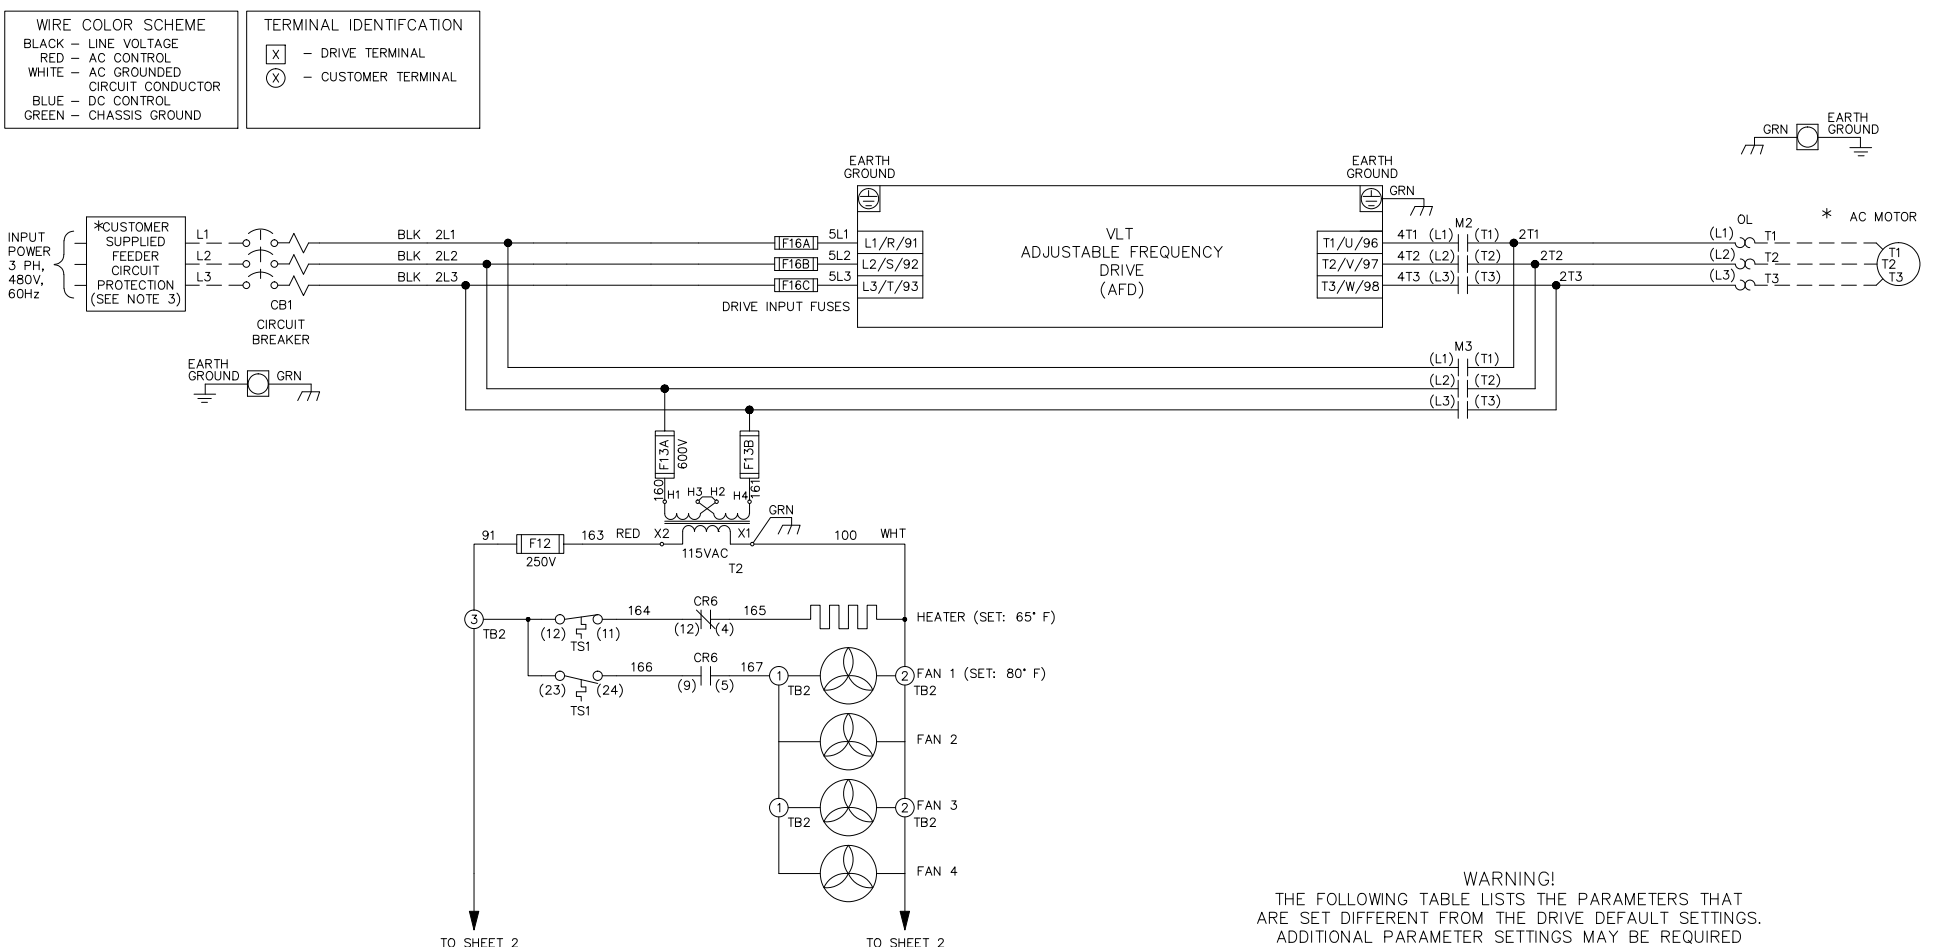 WIRE COLOR SCHEME
BLACK – LINE VOLTAGE
RED – AC CONTROL
WHITE – AC GROUNDED
CIRCUIT CONDUCTOR
BLUE – DC CONTROL
GREEN – CHASSIS GROUND
TERMINAL IDENTIFCATION
X – DRIVE TERMINAL
X – CUSTOMER TERMINAL
GRN
EARTH
GROUND
INPUT
POWER
3 PH,
480V,
60Hz
*CUSTOMER
SUPPLIED
FEEDER
CIRCUIT
PROTECTION
(SEE NOTE 3)
L1
L2
L3
CB1
CIRCUIT
BREAKER
BLK 2L1
BLK 2L2
BLK 2L3
F16A
F16B
F16C
5L1
5L2
5L3
DRIVE INPUT FUSES
EARTH
GROUND
L1/R/91
L2/S/92
L3/T/93
VLT
ADJUSTABLE FREQUENCY
DRIVE
(AFD)
EARTH
GROUND
GRN
T1/U/96
T2/V/97
T3/W/98
M2
4T1 (L1) (T1) 2T1
4T2 (L2) (T2) 2T2
4T3 (L3) (T3) 2T3
OL
(L1) T1
(L2) T2
(L3) T3
* AC MOTOR
T1
T2
T3
M3
(L1) (T1)
(L2) (T2)
(L3) (T3)
EARTH
GROUND GRN
F13A
600V
F13B
160
161
H1 H3 H2 H4
GRN
91 F12 163 RED X2 X1 100 WHT
250V
115VAC
T2
3
TB2
(12) (11)
TS1
164
CR6
(12) (4)
165
HEATER (SET: 65° F)
(23) (24)
TS1
166
CR6
(9) (5)
167
1
TB2
2
TB2
FAN 1 (SET: 80° F)
FAN 2
1
TB2
2
TB2
FAN 3
FAN 4
TO SHEET 2
TO SHEET 2
WARNING!
THE FOLLOWING TABLE LISTS THE PARAMETERS THAT
ARE SET DIFFERENT FROM THE DRIVE DEFAULT SETTINGS.
ADDITIONAL PARAMETER SETTINGS MAY BE REQUIRED